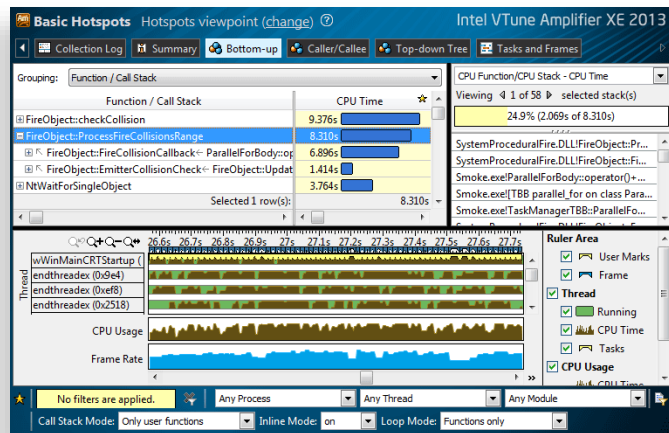 Basic Hotspots Hotspots viewpoint (change) Intel VTune Amplifier XE 2013
Collection Log Summary Bottom-up Caller/Callee Top-down Tree Tasks and Frames
Grouping: Function / Call Stack
Function / Call Stack CPU Time
FireObject::checkCollision 9.376s
FireObject::ProcessFireCollisionsRange 8.310s
FireObject::FireCollisionCallback← ParallelForBody::op 6.896s
FireObject::EmitterCollisionCheck← FireObject::Updat 1.414s
NtWaitForSingleObject 3.764s
Selected 1 row(s): 8.310s
CPU Function/CPU Stack - CPU Time
Viewing 1 of 58 selected stack(s)
24.9% (2.069s of 8.310s)
SystemProceduralFire.DLL!FireObject::Pr...
SystemProceduralFire.DLL!FireObject::Fi...
Smoke.exe!ParallelForBody::operator()+...
Smoke.exe![TBB parallel_for on class Para...
Smoke.exe!TaskManagerTBB::ParallelFo...
26.6s 26.7s 26.8s 26.9s 27s 27.1s 27.2s 27.3s 27.4s 27.5s 27.6s 27.7s
Thread
wWinMainCRTStartup (
endthreadex (0x9e4)
endthreadex (0xef8)
endthreadex (0x2518)
CPU Usage
Frame Rate
Ruler Area
User Marks
Frame
Thread
Running
CPU Time
Tasks
CPU Usage
CPU Time
No filters are applied. Any Process Any Thread Any Module
Call Stack Mode: Only user functions Inline Mode: on Loop Mode: Functions only